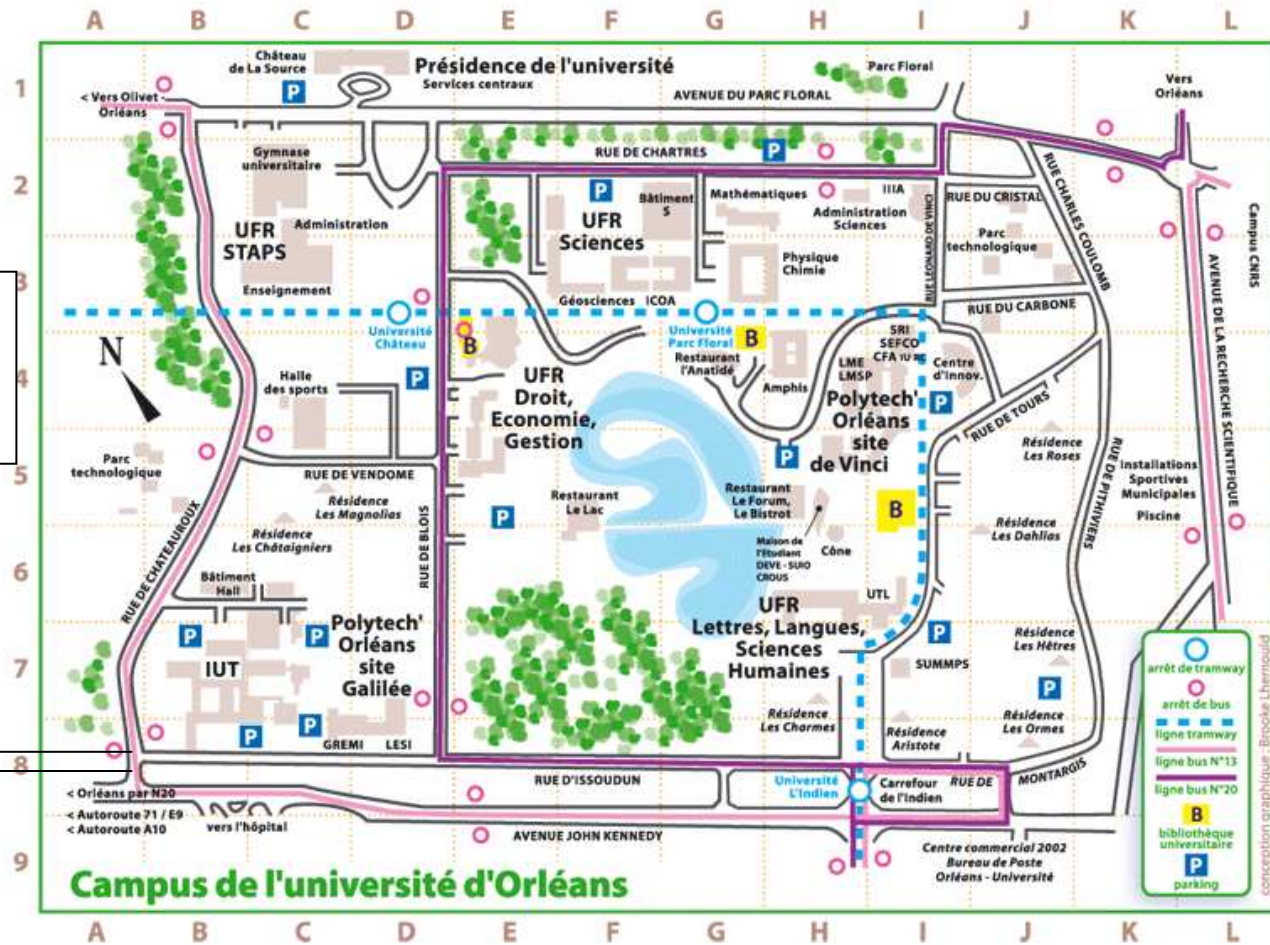 A B C D E F G H I J K L
1
2
3
4
5
6
7
8
9
Château
de La Source
P
Présidence de l'université
Services centraux
Parc Floral
Vers
Orléans
< Vers Olivet -
Orléans
AVENUE DU PARC FLORAL
Gymnase
universitaire
RUE DE CHARTRES
P
P
Bâtiment
S
Mathématiques
IIIA
RUE DU CRISTAL
RUE CHARLES COULOMB
UFR
STAPS
Administration
UFR
Sciences
Administration
Sciences
RUE LEONARD DE VINCI
Parc
technologique
Campus CNRS
Physique
Chimie
Enseignement
Géosciences ICOA
RUE DU CARBONE
AVENUE DE LA RECHERCHE SCIENTIFIQUE
Université
Château
B
Université
Parc Floral
B
SRI
SEFCO
CFA
N
Restaurant
l'Anatidé
LME
LMSP
Centre
d'Innov.
Halle
des sports
P
UFR
Droit,
Economie,
Gestion
Amphis
Polytech'
Orléans
site
de Vinci
P
RUE DE TOURS
Résidence
Les Roses
Parc
technologique
RUE DE VENDOME
P
RUE DE PITHIVIERS
Installations
Sportives
Municipales
Piscine
Résidence
Les Magnolias
Restaurant
Le Lac
Restaurant
Le Forum,
Le Bistrot
B
P
Résidence
Les Châtaigniers
RUE DE BLOIS
Maison de
l'Etudiant
DEVE - SUIO
CROUS
Cône
Résidence
Les Dahlias
RUE DE CHATEAUROUX
Bâtiment
Hall
UTL
P
P
Polytech'
Orléans
site
Galilée
UFR
Lettres, Langues,
Sciences
Humaines
P
Résidence
Les Hêtres
IUT
SUMMPS
P
P
P
GREMI LESI
Résidence
Les Charmes
Résidence
Aristote
Résidence
Les Ormes
< Orléans par N20
RUE D'ISSOUDUN
Université
L'Indien
Carrefour
de l'Indien
RUE DE MONTARGIS
< Autoroute 71 / E9
< Autoroute A10
vers l'hôpital
AVENUE JOHN KENNEDY
Centre commercial 2002
Bureau de Poste
Orléans - Université
Campus de l'université d'Orléans
arrêt de tramway
arrêt de bus
ligne tramway
ligne bus N°13
ligne bus N°20
B
bibliothèque
universitaire
P
parking
conception graphique : Brooke Lhernould
A B C D E F G H I J K L